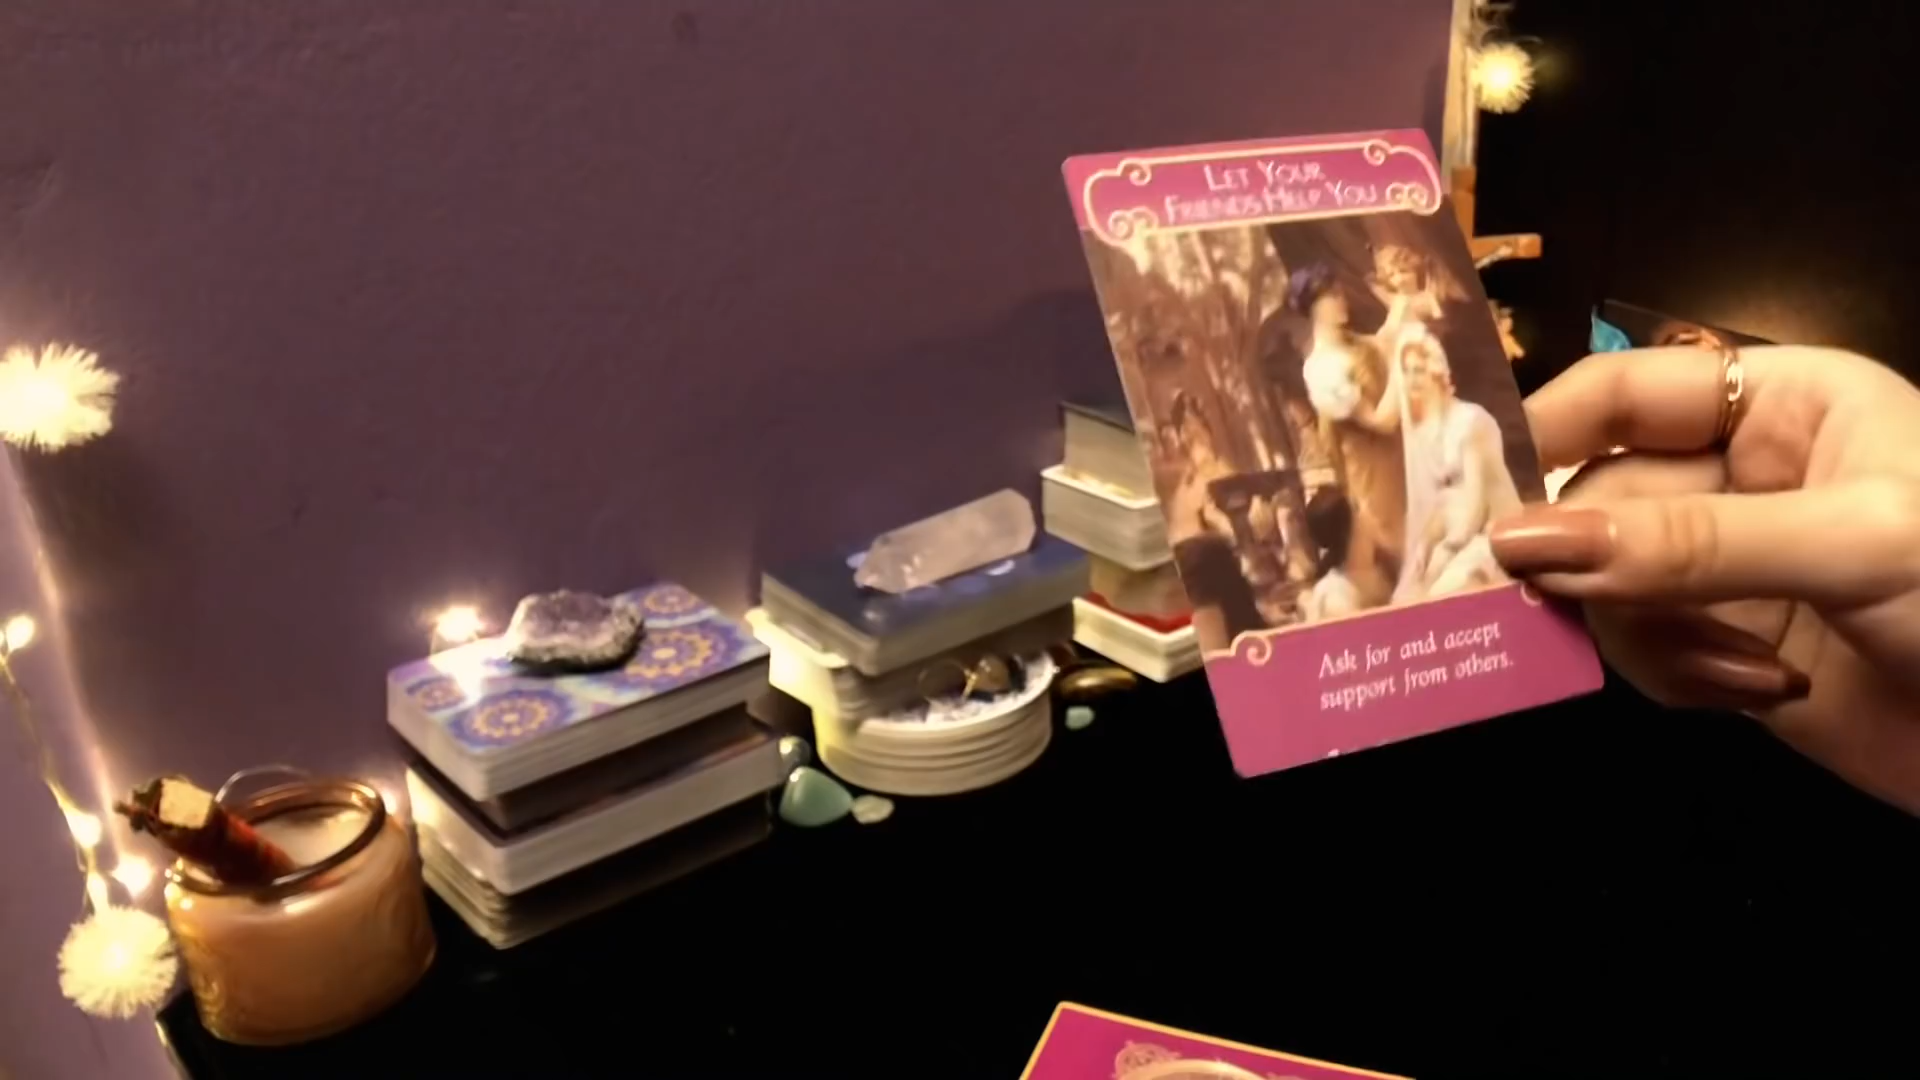 LET YOUR
FRIENDS HELP YOU
Ask for and accept
support from others.